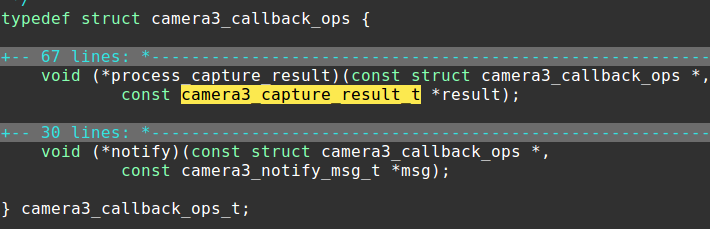 typedef struct camera3_callback_ops {
+-- 67 lines: *---------------------------------------------------------
    void (*process_capture_result)(const struct camera3_callback_ops *,
            const camera3_capture_result_t *result);
+-- 30 lines: *---------------------------------------------------------
    void (*notify)(const struct camera3_callback_ops *,
            const camera3_notify_msg_t *msg);
} camera3_callback_ops_t;